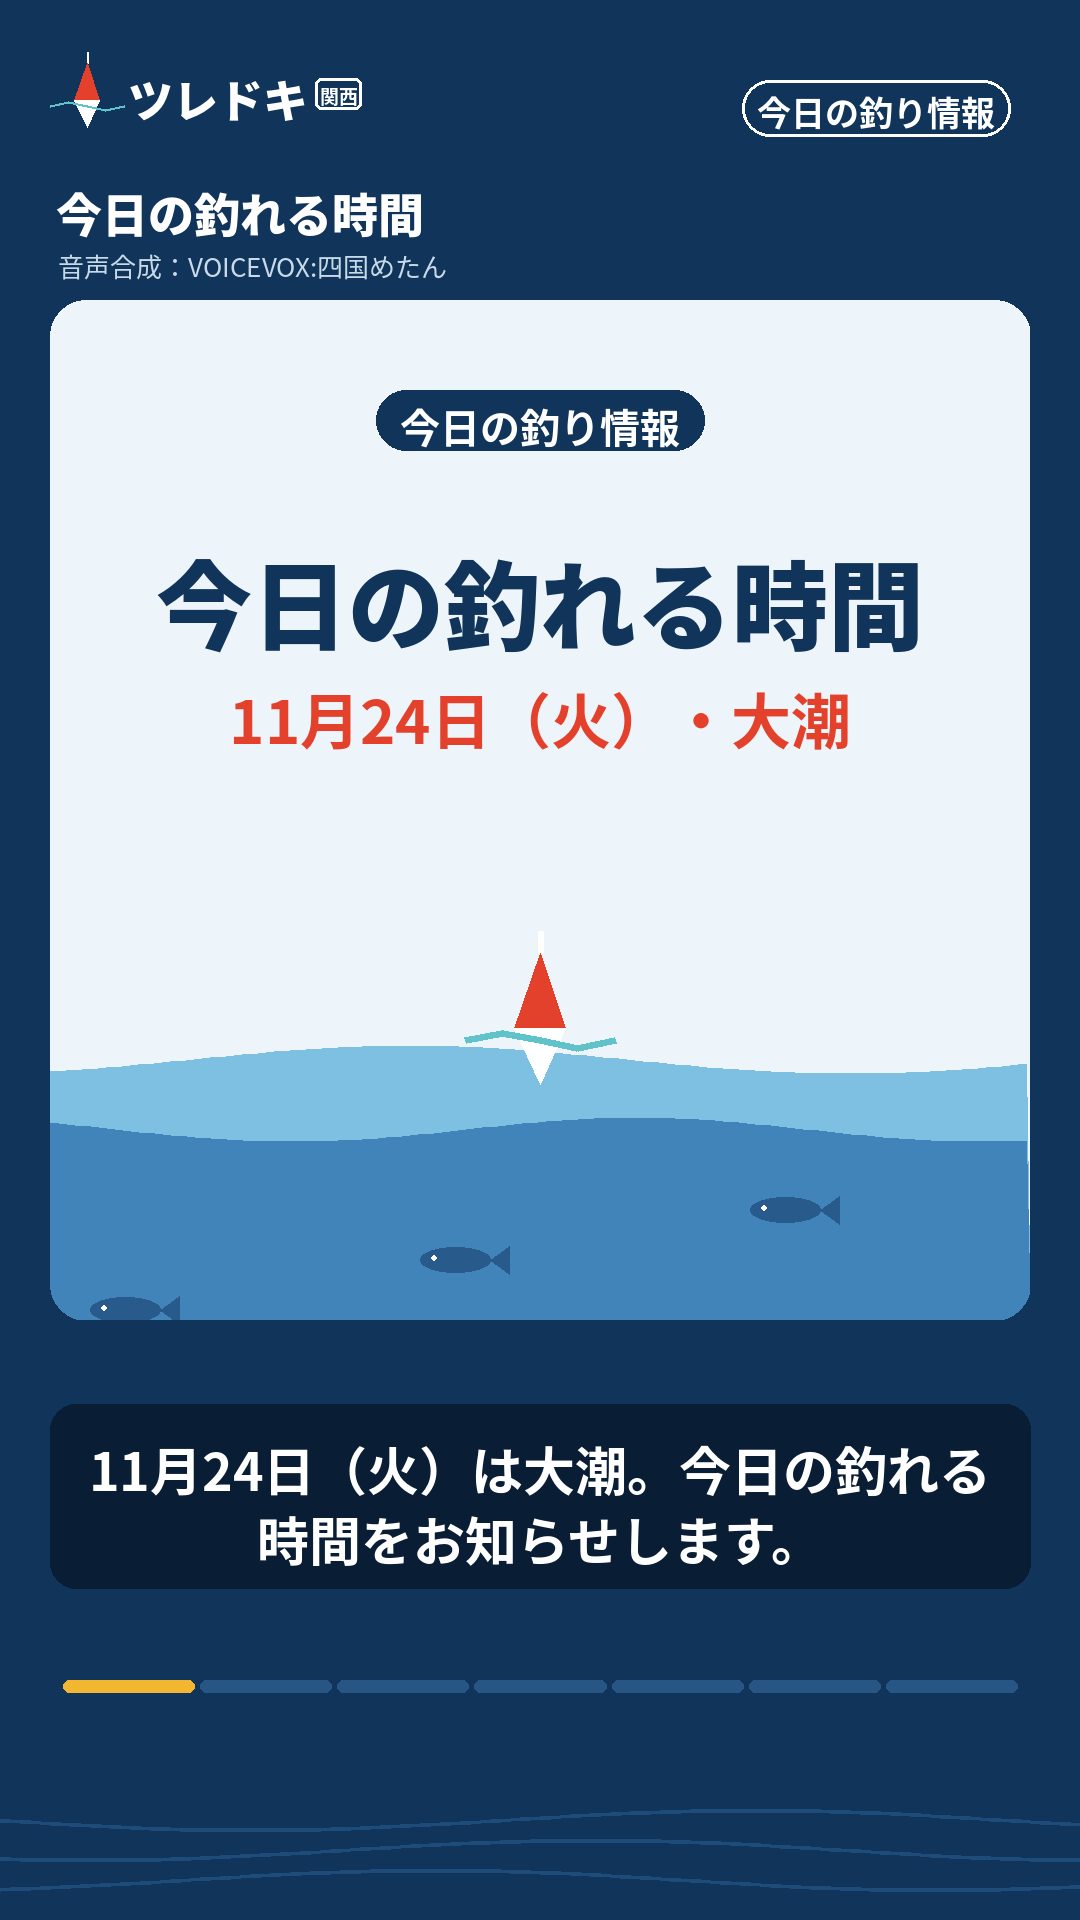 ツレドキ 関西
今日の釣り情報
今日の釣れる時間
音声合成：VOICEVOX:四国めたん
今日の釣り情報
今日の釣れる時間
11月24日（火）・大潮
11月24日（火）は大潮。今日の釣れる
時間をお知らせします。